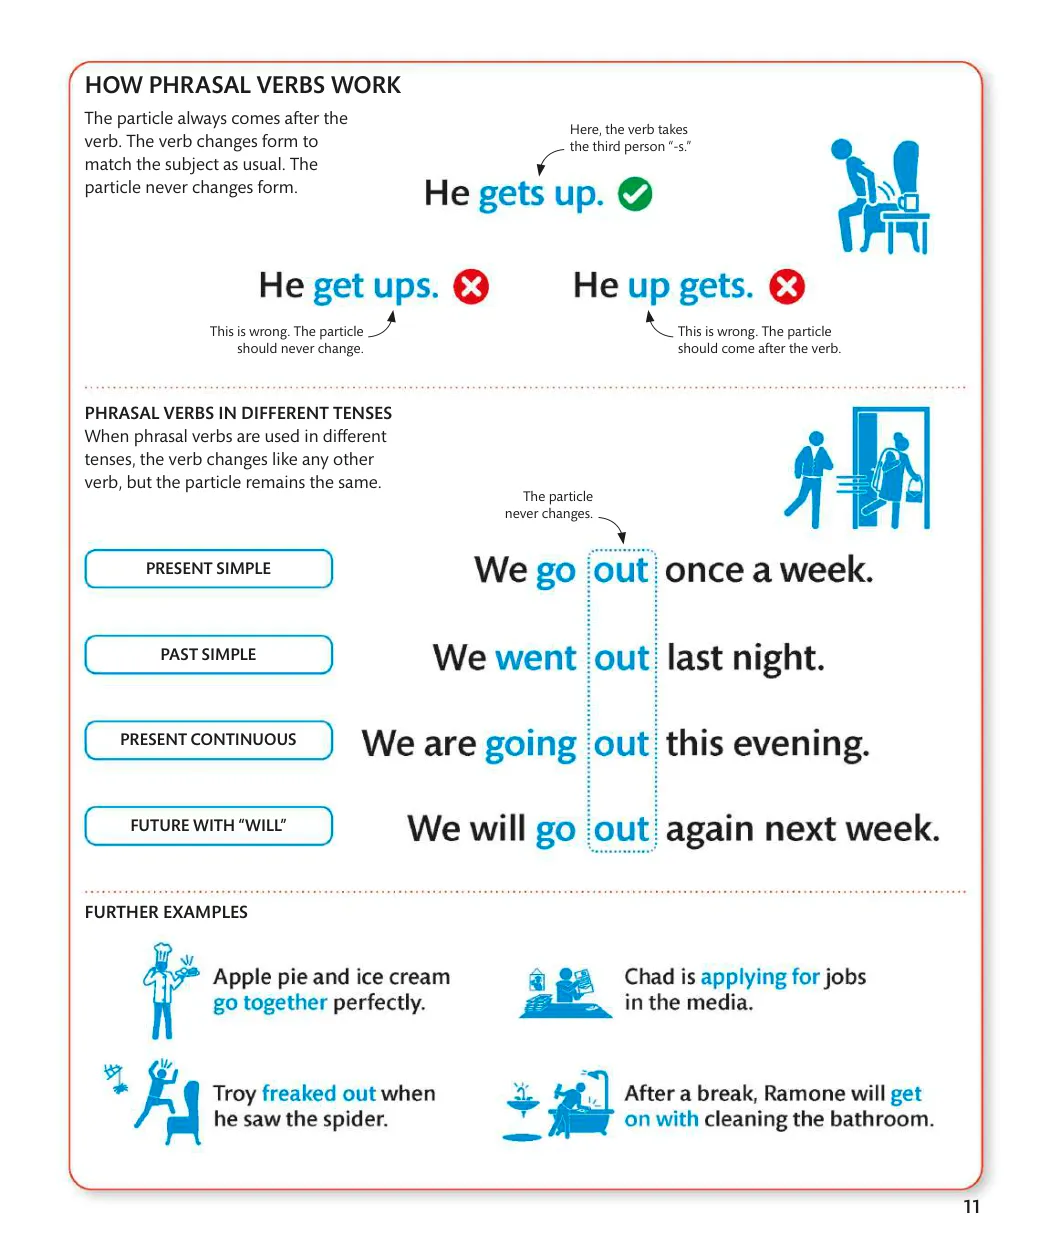 HOW PHRASAL VERBS WORK
The particle always comes after the
verb. The verb changes form to
match the subject as usual. The
particle never changes form.
Here, the verb takes
the third person “-s.”
He gets up.
He get ups.
He up gets.
This is wrong. The particle
should never change.
This is wrong. The particle
should come after the verb.
PHRASAL VERBS IN DIFFERENT TENSES
When phrasal verbs are used in different
tenses, the verb changes like any other
verb, but the particle remains the same.
The particle
never changes.
PRESENT SIMPLE
We go out once a week.
PAST SIMPLE
We went out last night.
PRESENT CONTINUOUS
We are going out this evening.
FUTURE WITH “WILL”
We will go out again next week.
FURTHER EXAMPLES
Apple pie and ice cream
go together perfectly.
Chad is applying for jobs
in the media.
Troy freaked out when
he saw the spider.
After a break, Ramone will get
on with cleaning the bathroom.
11